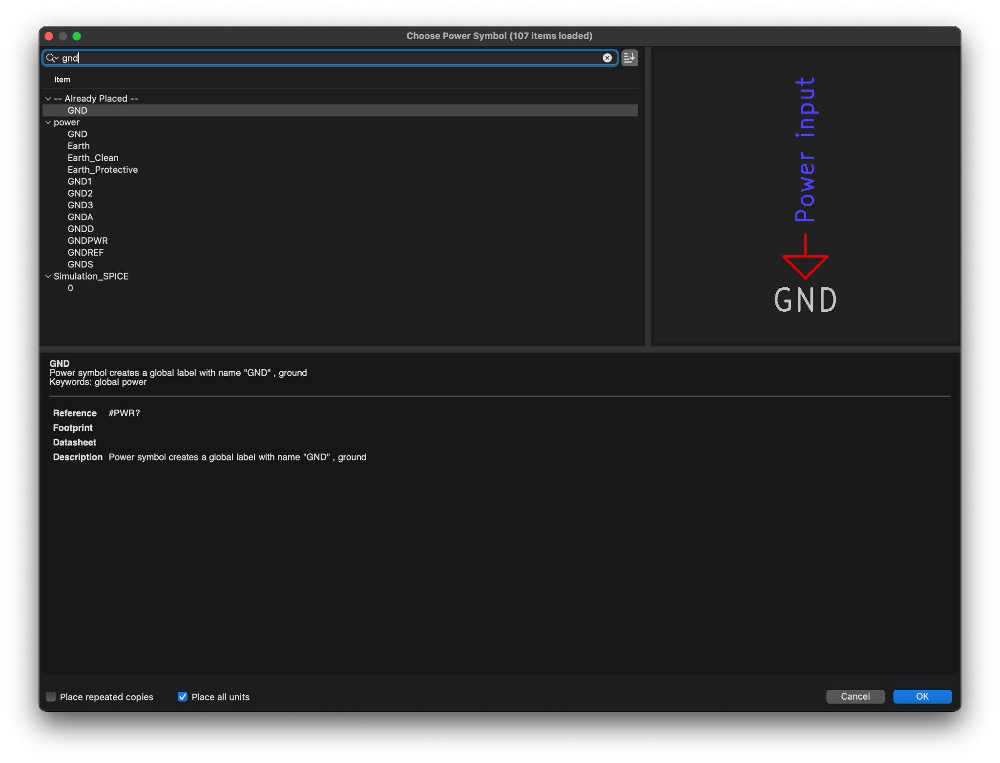 Choose Power Symbol (107 items loaded)
gnd
Item
-- Already Placed --
GND
power
GND
Earth
Earth_Clean
Earth_Protective
GND1
GND2
GND3
GNDA
GNDD
GNDPWR
GNDREF
GNDS
Simulation_SPICE
0
Power input
GND
GND
Power symbol creates a global label with name "GND" , ground
Keywords: global power
Reference #PWR?
Footprint
Datasheet
Description Power symbol creates a global label with name "GND" , ground
Place repeated copies Place all units Cancel OK